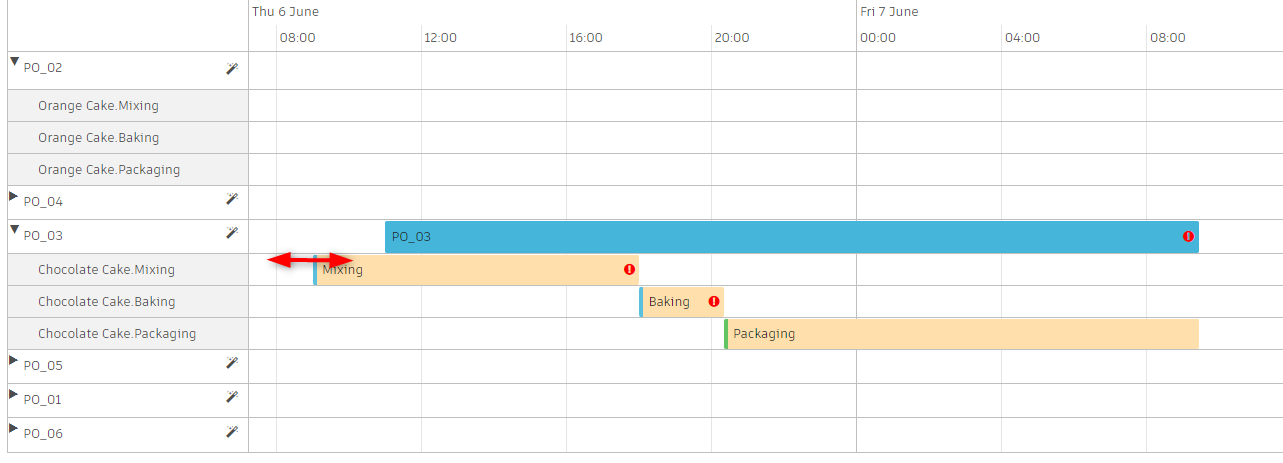 Thu 6 June Fri 7 June
08:00 12:00 16:00 20:00 00:00 04:00 08:00
PO_02
Orange Cake.Mixing
Orange Cake.Baking
Orange Cake.Packaging
PO_04
PO_03 PO_03
Chocolate Cake.Mixing Mixing
Chocolate Cake.Baking Baking
Chocolate Cake.Packaging Packaging
PO_05
PO_01
PO_06